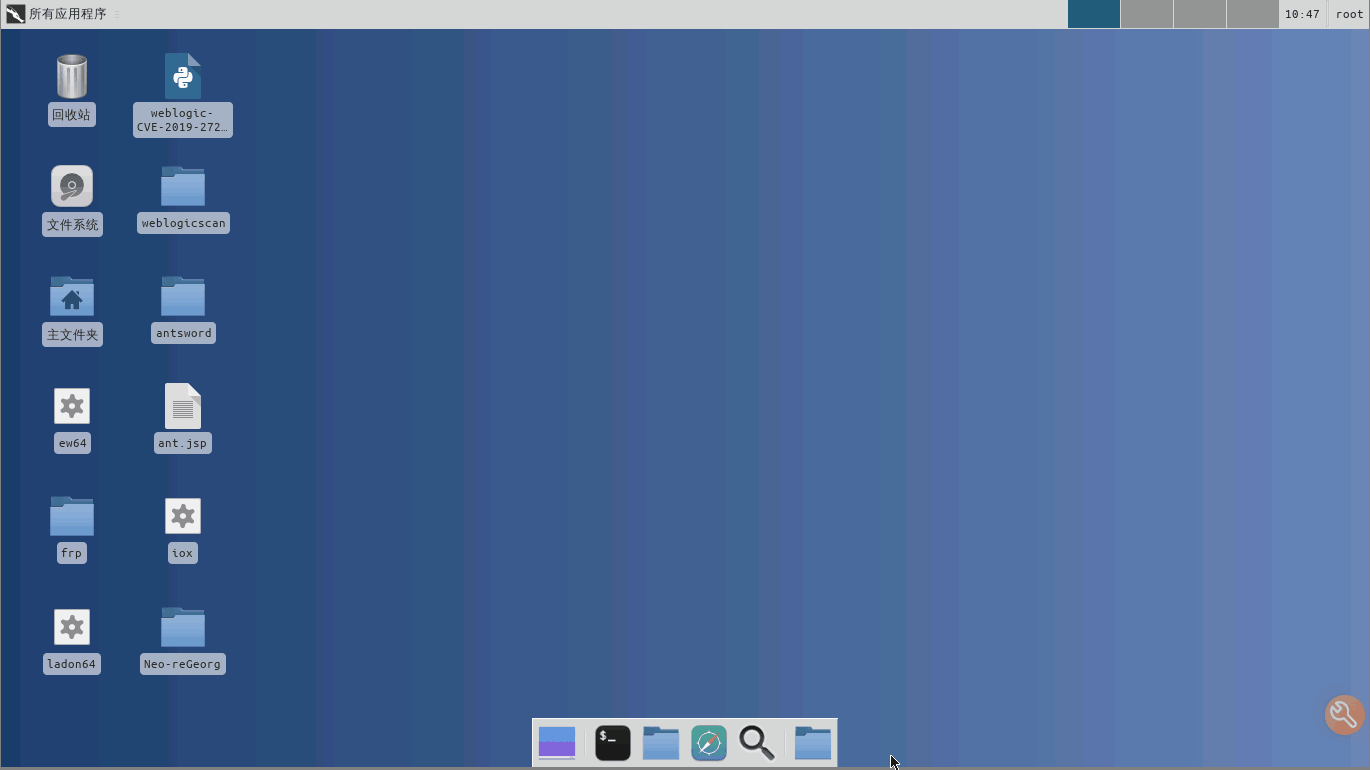 所有应用程序
10:47
root
回收站
weblogic-
CVE-2019-272…
文件系统
weblogicscan
主文件夹
antsword
ew64
ant.jsp
frp
iox
ladon64
Neo-reGeorg
$_